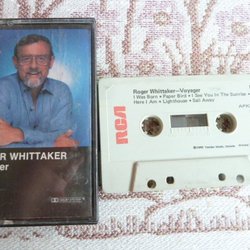 R WHITTAKER
er
Roger Whittaker—Voyager
I Was Born • Paper Bird • I See You In The Sunrise •
Here I Am • Lighthouse • Sail Away
RCA